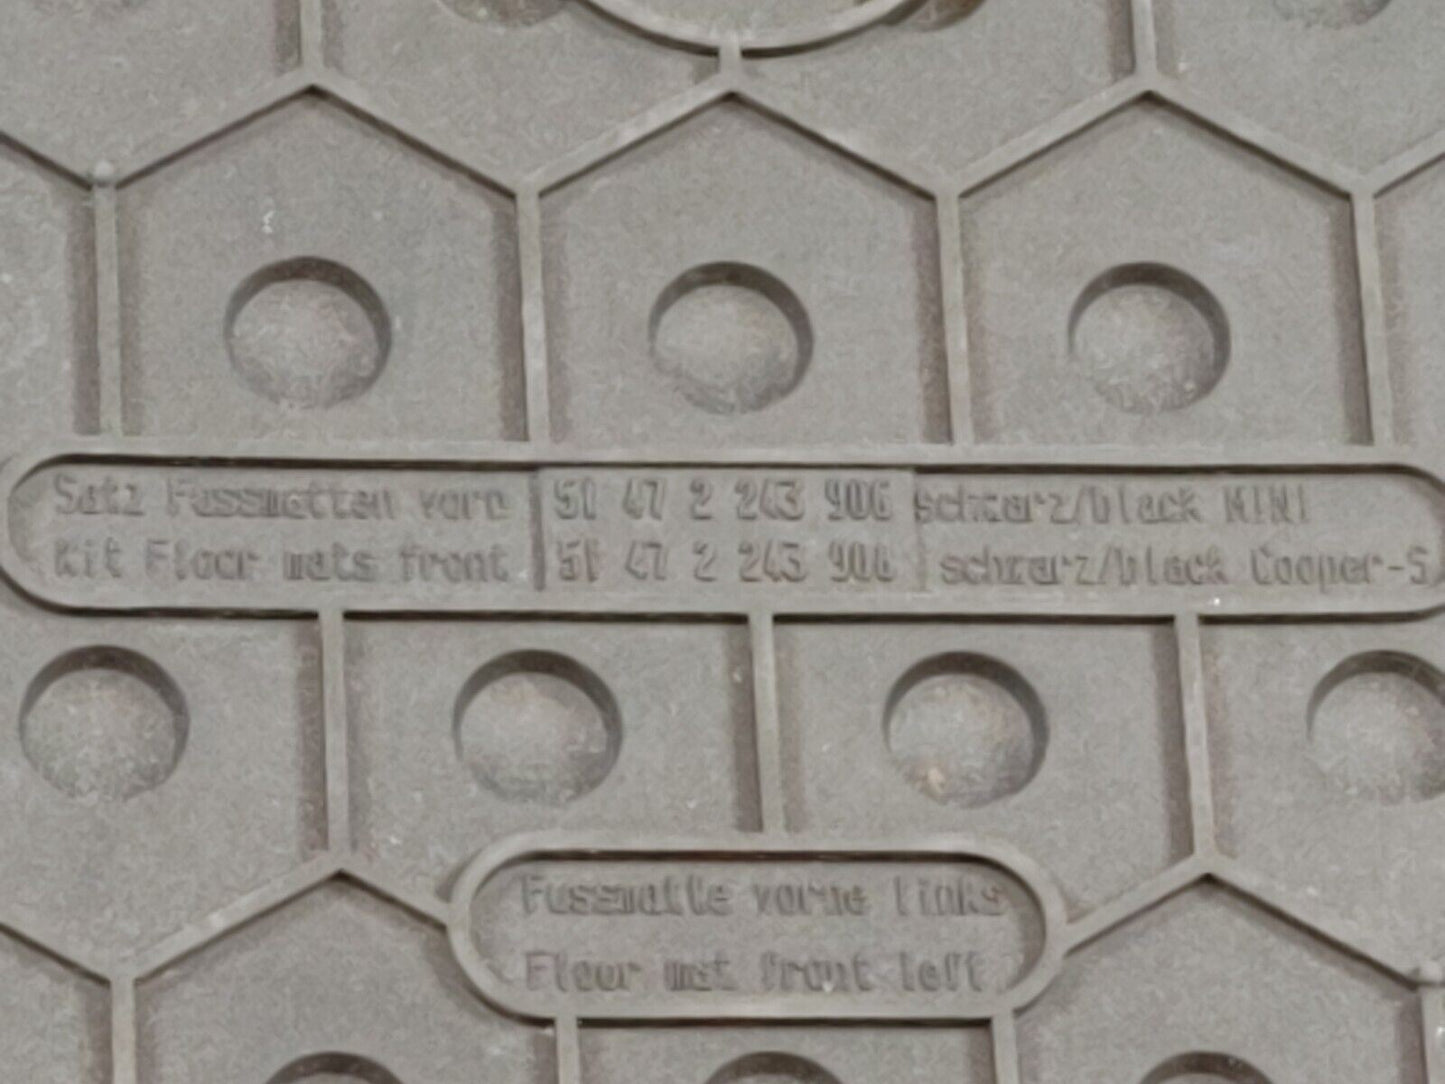 Satz Fussmatten vorn 51 47 2 243 906 schwarz/black MINI
Kit Floor mats front 51 47 2 243 906 schwarz/black Cooper-S
Fussmatte vorne links
Floor mat front left